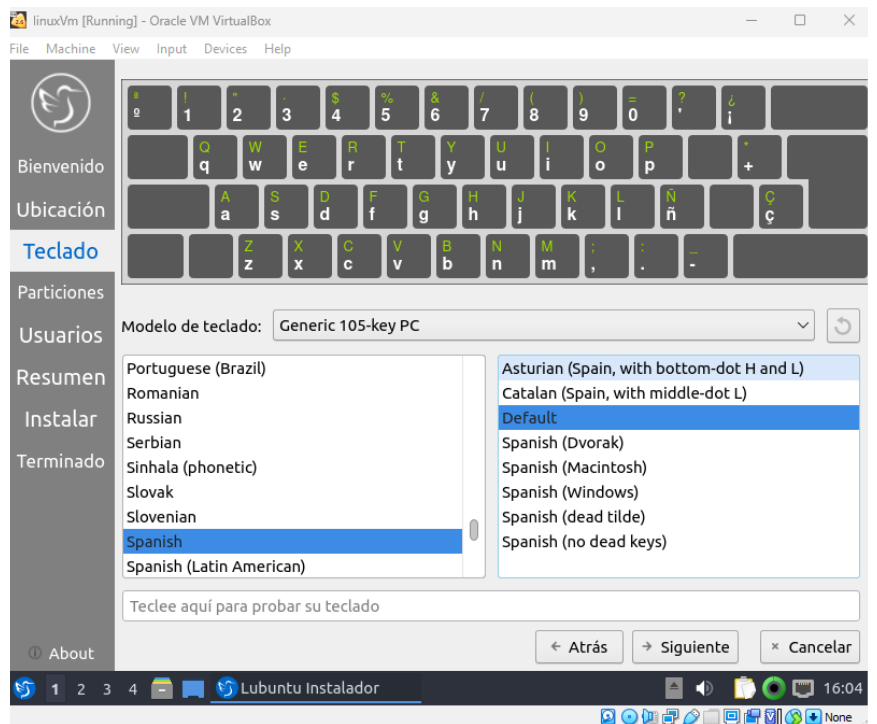 linuxVm [Running] - Oracle VM VirtualBox
File Machine View Input Devices Help
ª ! " · $ % & / ( ) = ? ¿
º 1 2 3 4 5 6 7 8 9 0 ' ¡
Q W E R T Y U I O P *
q w e r t y u i o p +
A S D F G H J K L Ñ Ç
a s d f g h j k l ñ ç
Z X C V B N M ; : _
z x c v b n m , . -
Bienvenido
Ubicación
Teclado
Particiones
Usuarios
Resumen
Instalar
Terminado
About
Modelo de teclado: Generic 105-key PC
Portuguese (Brazil)
Romanian
Russian
Serbian
Sinhala (phonetic)
Slovak
Slovenian
Spanish
Spanish (Latin American)
Asturian (Spain, with bottom-dot H and L)
Catalan (Spain, with middle-dot L)
Default
Spanish (Dvorak)
Spanish (Macintosh)
Spanish (Windows)
Spanish (dead tilde)
Spanish (no dead keys)
Teclee aquí para probar su teclado
Atrás Siguiente Cancelar
1 2 3 4 Lubuntu Instalador 16:04
None